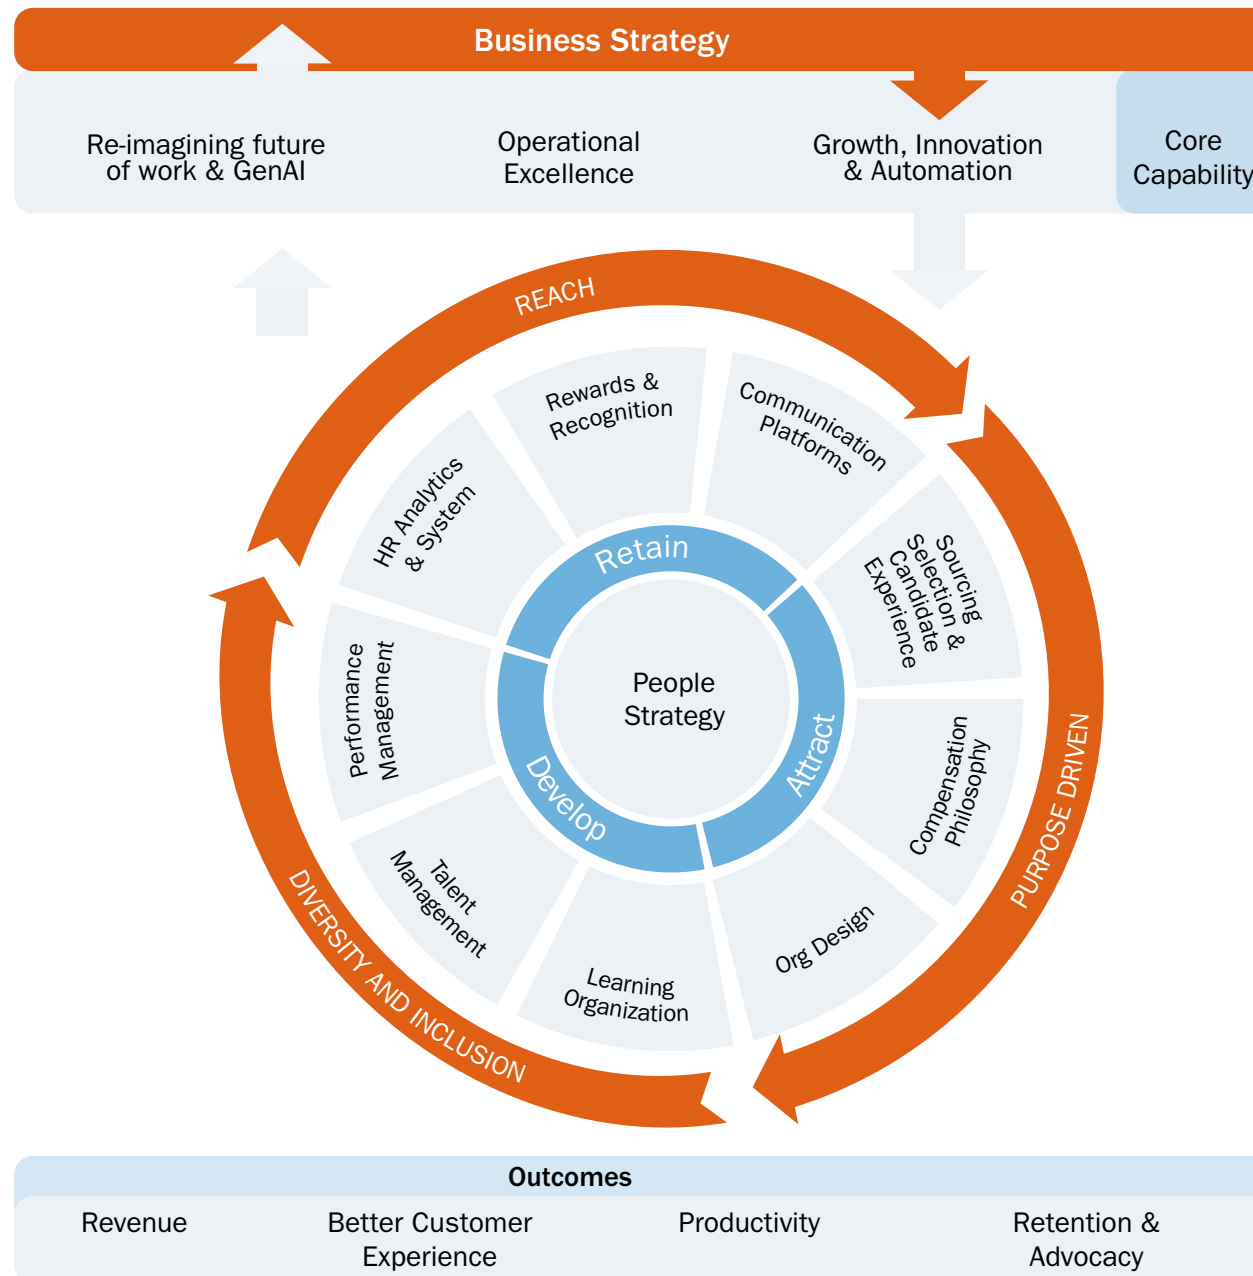 Business Strategy
Re-imagining future
of work & GenAI
Operational
Excellence
Growth, Innovation
& Automation
Core
Capability
REACH
Rewards &
Recognition
Communication
Platforms
HR Analytics
& System
Sourcing
Selection &
Candidate
Experience
Retain
People
Strategy
Attract
Develop
Performance
Management
Compensation
Philosophy
PURPOSE DRIVEN
Talent
Management
Org Design
Learning
Organization
DIVERSITY AND INCLUSION
Outcomes
Revenue
Better Customer
Experience
Productivity
Retention &
Advocacy